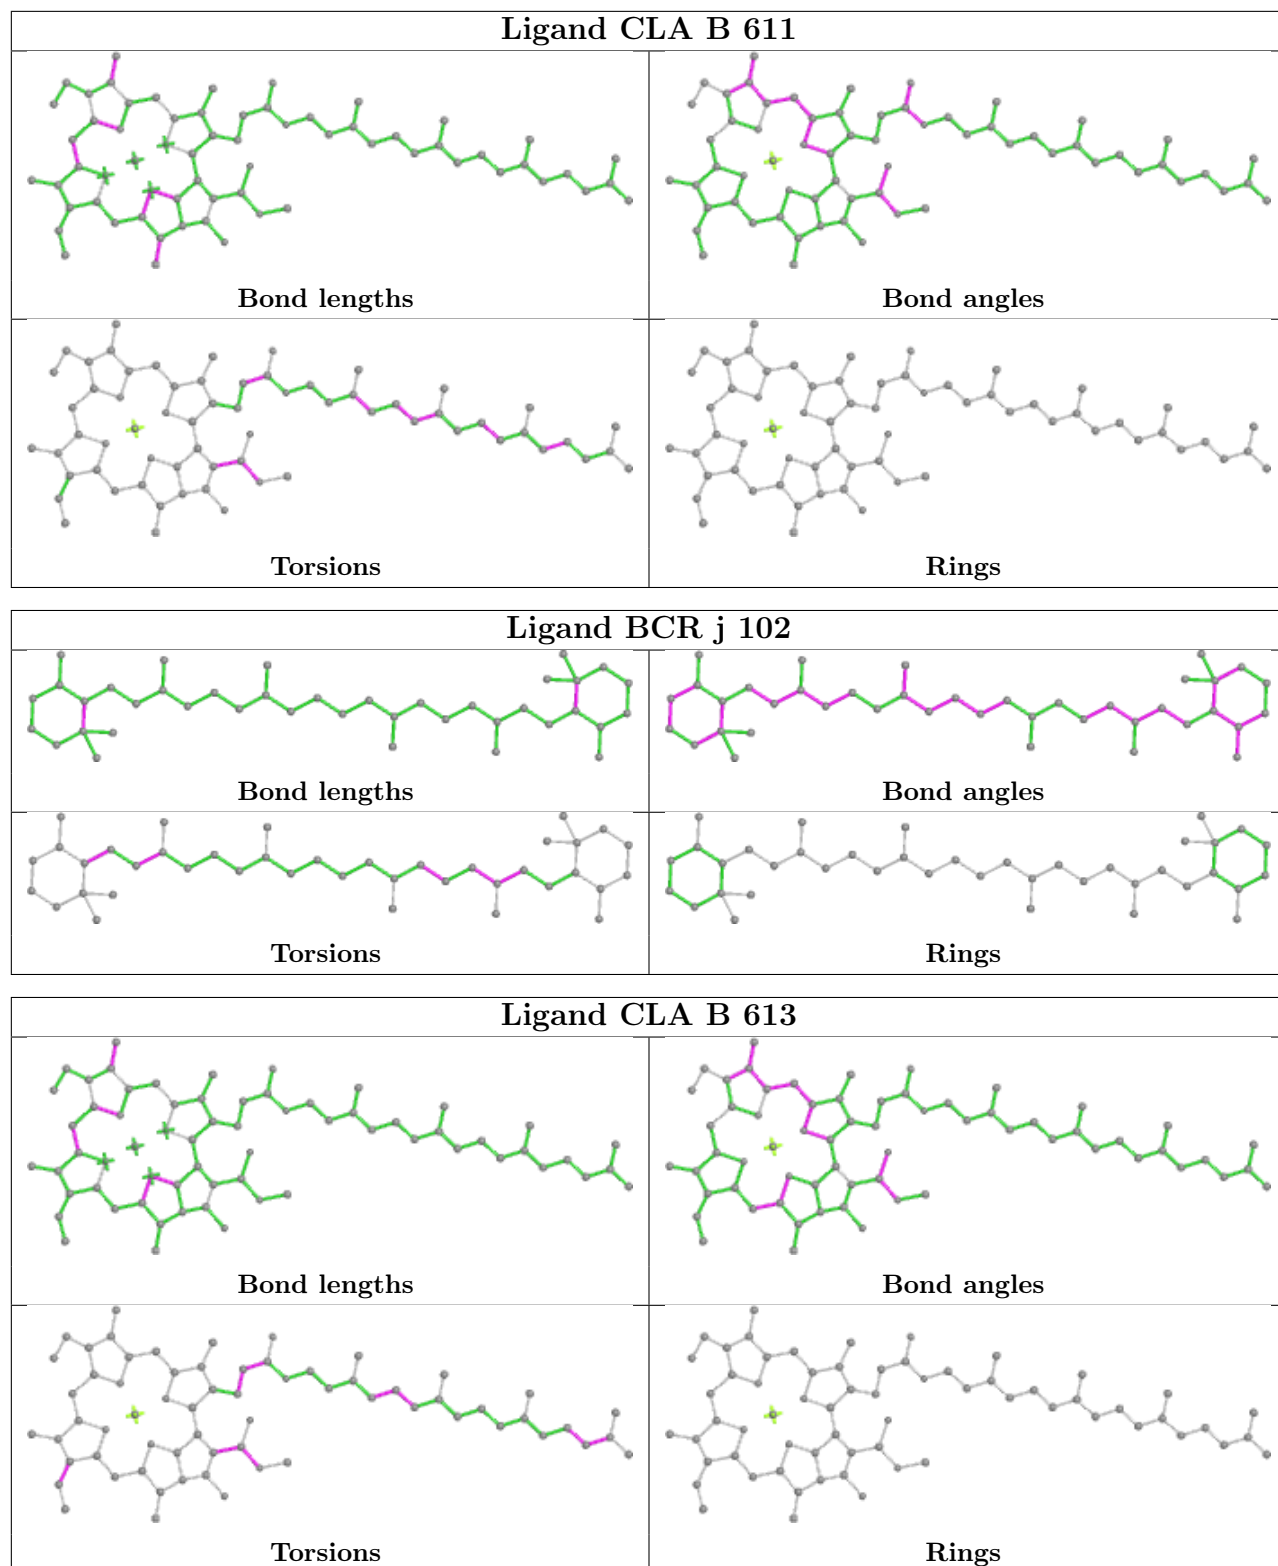 Ligand CLA B 611
Bond lengths
Bond angles
Torsions
Rings
Ligand BCR j 102
Bond lengths
Bond angles
Torsions
Rings
Ligand CLA B 613
Bond lengths
Bond angles
Torsions
Rings